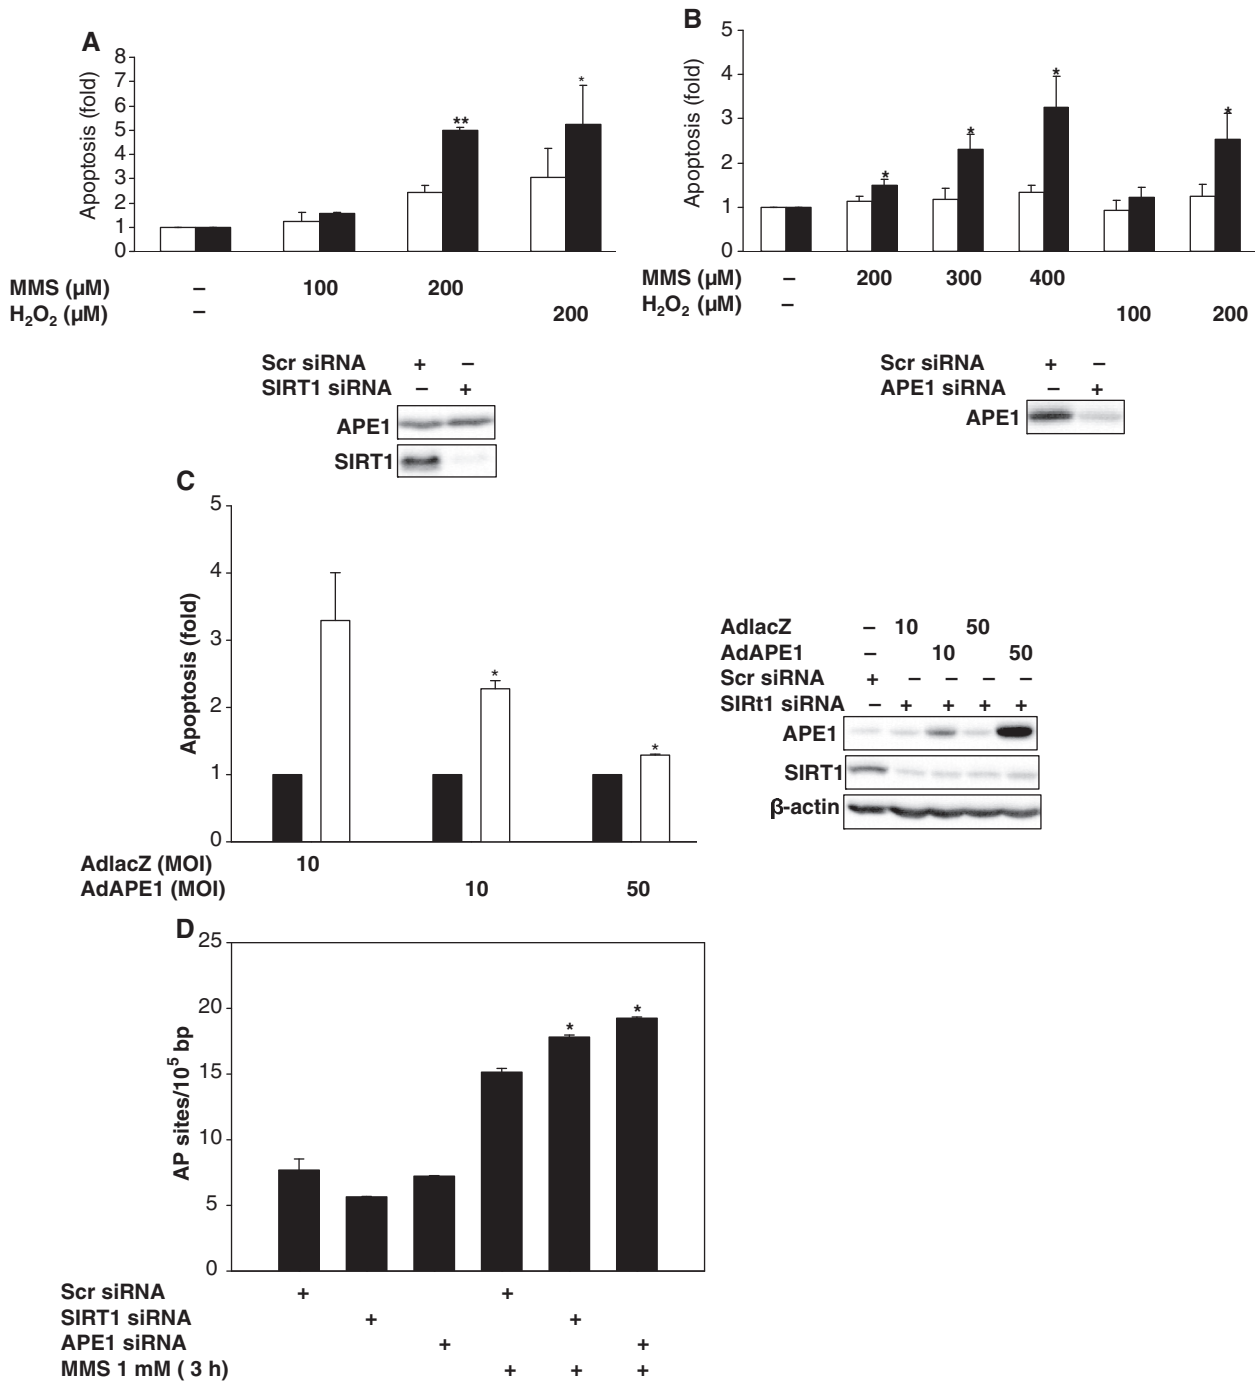 A
Apoptosis (fold)
8
7
6
5
4
3
2
1
0
**
*
MMS (µM) – 100 200
H2O2 (µM) – 200
Scr siRNA + –
SIRT1 siRNA – +
APE1
SIRT1
B
Apoptosis (fold)
5
4
3
2
1
0
*
*
*
*
MMS (µM) – 200 300 400
H2O2 (µM) – 100 200
Scr siRNA + –
APE1 siRNA – +
APE1
C
Apoptosis (fold)
5
4
3
2
1
0
*
*
AdlacZ (MOI) 10
AdAPE1 (MOI) 10 50
AdlacZ – 10 50
AdAPE1 – 10 50
Scr siRNA + – – – –
SIRt1 siRNA – + + + +
APE1
SIRT1
β-actin
D
AP sites/10⁵ bp
25
20
15
10
5
0
*
*
Scr siRNA + +
SIRT1 siRNA + +
APE1 siRNA + +
MMS 1 mM ( 3 h) + + +